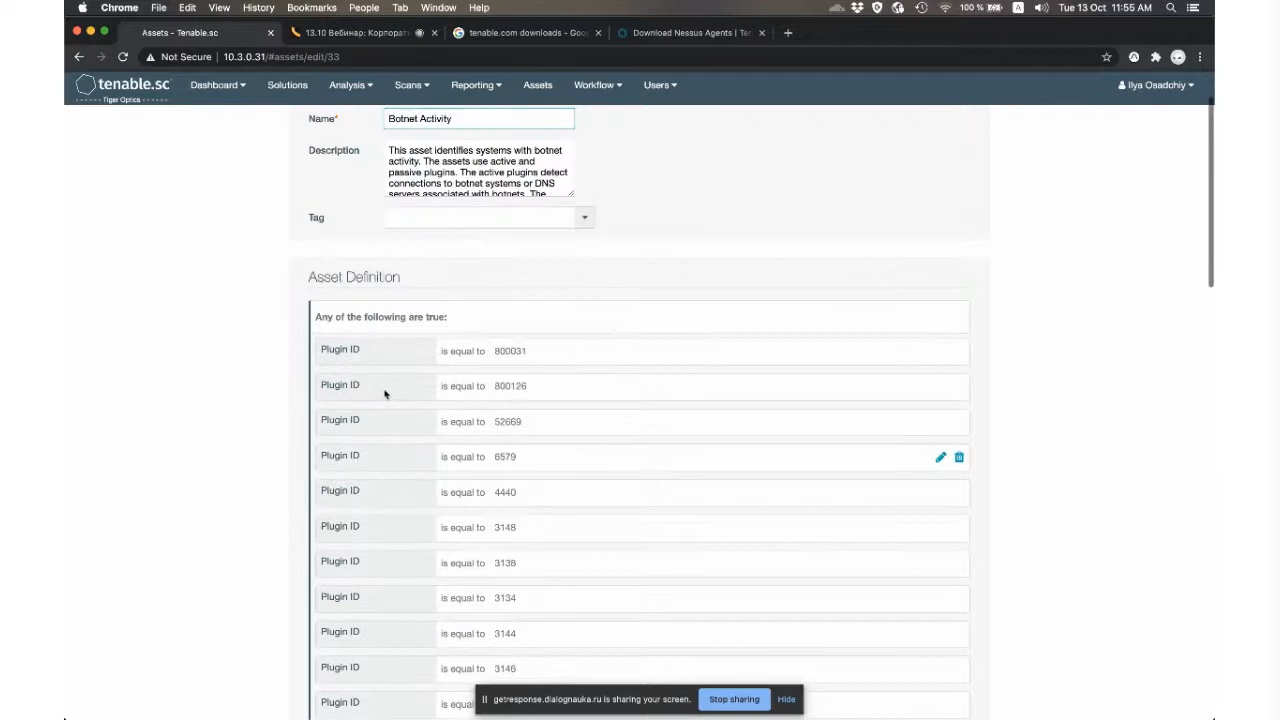 Chrome File Edit View History Bookmarks People Tab Window Help 100 % A Tue 13 Oct 11:55 AM
Assets - Tenable.sc
13.10 Вебинар: Корпорат
tenable.com downloads - Goo
Download Nessus Agents | Ten
Not Secure 10.3.0.31/#assets/edit/33
tenable.sc Dashboard Solutions Analysis Scans Reporting Assets Workflow Users Ilya Osadchiy
Tiger Optics
Name* Botnet Activity
Description This asset identifies systems with botnet
activity. The assets use active and
passive plugins. The active plugins detect
connections to botnet systems or DNS
servers associated with botnets. The
Tag
Asset Definition
Any of the following are true:
Plugin ID is equal to 800031
Plugin ID is equal to 800126
Plugin ID is equal to 52669
Plugin ID is equal to 6579
Plugin ID is equal to 4440
Plugin ID is equal to 3148
Plugin ID is equal to 3138
Plugin ID is equal to 3134
Plugin ID is equal to 3144
Plugin ID is equal to 3146
Plugin ID is equal
getresponse.dialognauka.ru is sharing your screen. Stop sharing Hide